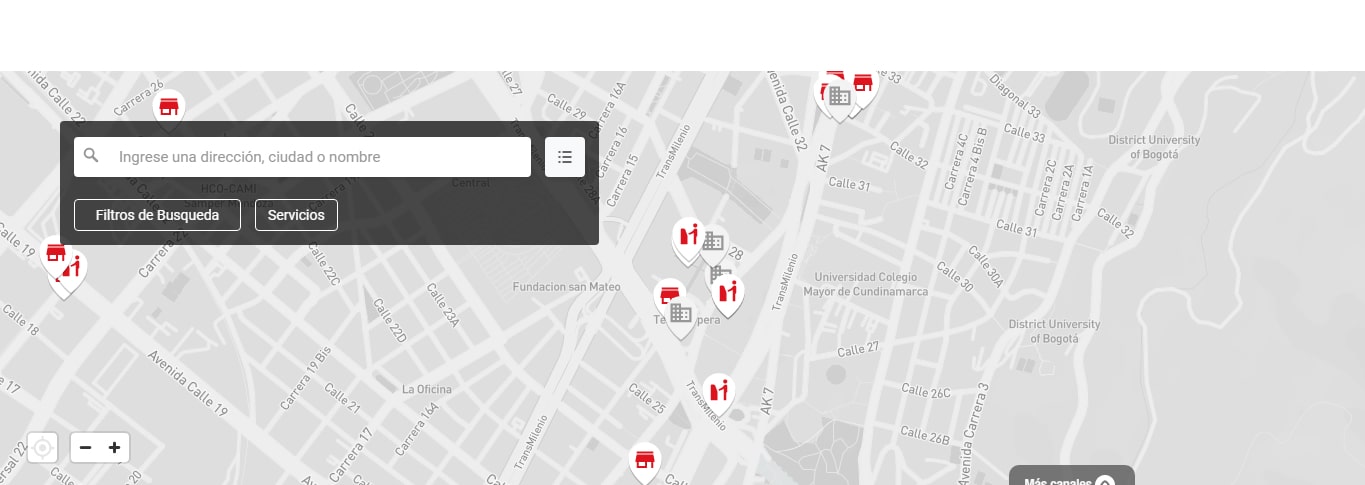 Carrera 26
Avenida Calle
Calle 29
Carrera 16A
Carrera 16
Carrera 15
TransMilenio
Avenida Calle 32
AK 7
Diagonal 33
Calle 33
Calle 32
Calle 31
Carrera 4C
Carrera 4 Bis B
Carrera 2C
Carrera 2A
Carrera 1A
Calle 31
Calle 32
District University
of Bogotá
Ingrese una dirección, ciudad o nombre
HCO-CAMI
Samper Mendoza
Central
Filtros de Busqueda
Servicios
Calle 19
Carrera 22
Calle 22C
28
TransMilenio
Calle 30
Calle 30A
Universidad Colegio
Mayor de Cundinamarca
Fundacion san Mateo
Calle 23A
Calle 22D
Calle 18
District University
of Bogotá
Calle 27
Avenida Calle 19
Carrera 19 Bis
La Oficina
Calle 21
Carrera 16A
Carrera 17
Calle 25
TransMilenio
TransMilenio
AK 7
Calle 26C
Calle 26B
Avenida Carrera 3
Más canales